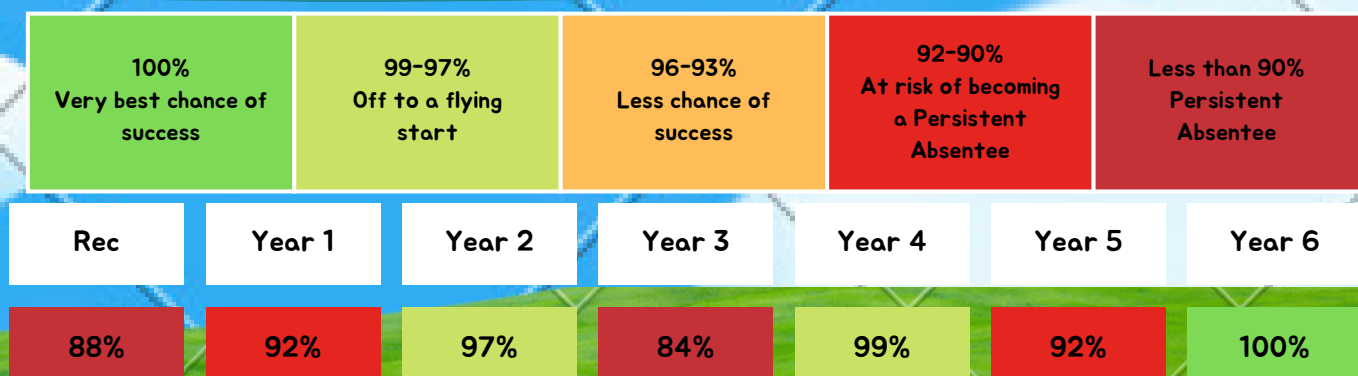 100%
Very best chance of
success
99-97%
Off to a flying
start
96-93%
Less chance of
success
92-90%
At risk of becoming
a Persistent
Absentee
Less than 90%
Persistent
Absentee
Rec
Year 1
Year 2
Year 3
Year 4
Year 5
Year 6
88%
92%
97%
84%
99%
92%
100%